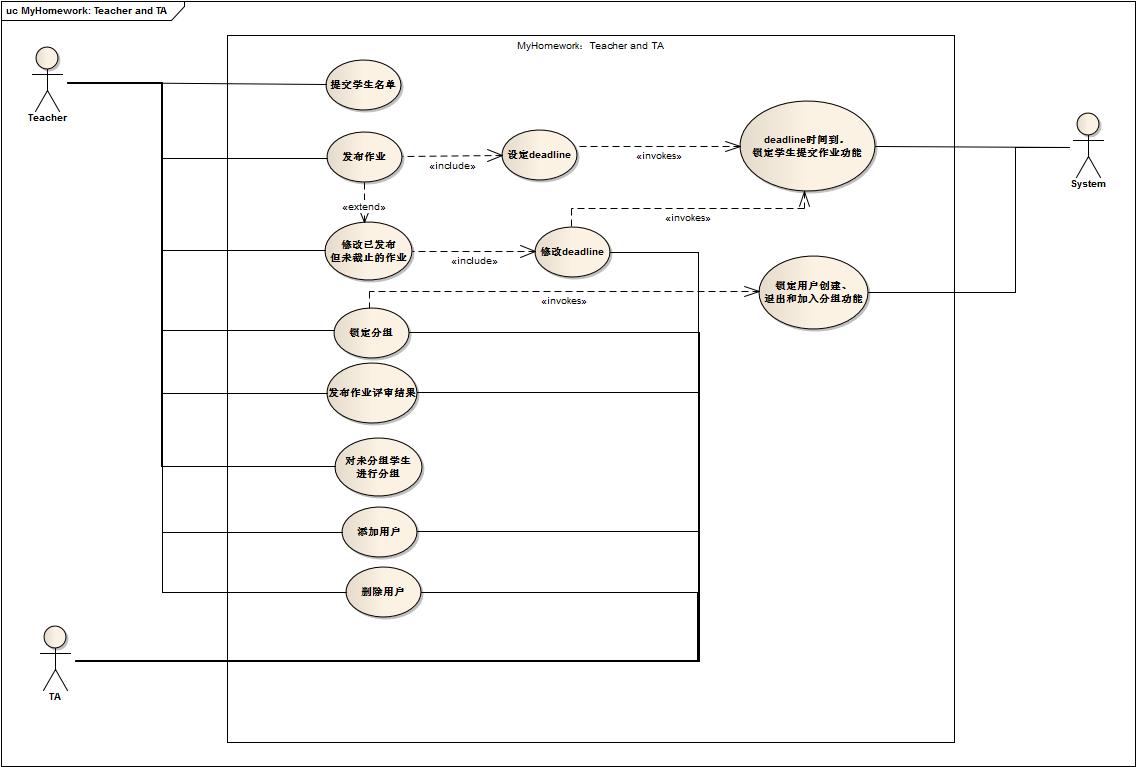 uc MyHomework: Teacher and TA
MyHomework: Teacher and TA
Teacher
提交学生名单
发布作业
«include»
设定deadline
«invokes»
deadline时间到，
锁定学生提交作业功能
System
«extend»
修改已发布
但未截止的作业
«include»
修改deadline
«invokes»
«invokes»
锁定用户创建、
退出和加入分组功能
锁定分组
发布作业评审结果
对未分组学生
进行分组
添加用户
删除用户
TA